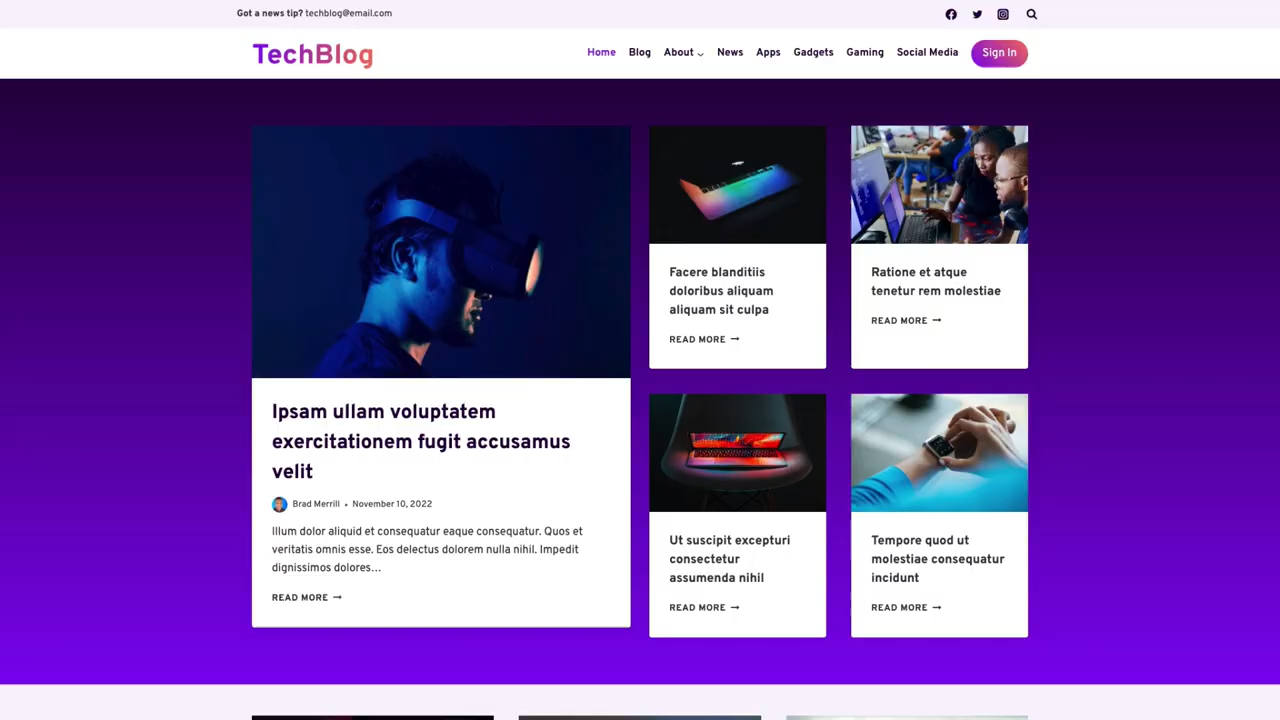 Got a news tip? techblog@email.com
TechBlog
Home Blog About News Apps Gadgets Gaming Social Media Sign In
Ipsam ullam voluptatem
exercitationem fugit accusamus
velit
Brad Merrill • November 10, 2022
Illum dolor aliquid et consequatur eaque consequatur. Quos et
veritatis omnis esse. Eos delectus dolorem nulla nihil. Impedit
dignissimos dolores…
READ MORE →
Facere blanditiis
doloribus aliquam
aliquam sit culpa
READ MORE →
Ratione et atque
tenetur rem molestiae
READ MORE →
Ut suscipit excepturi
consectetur
assumenda nihil
READ MORE →
Tempore quod ut
molestiae consequatur
incidunt
READ MORE →